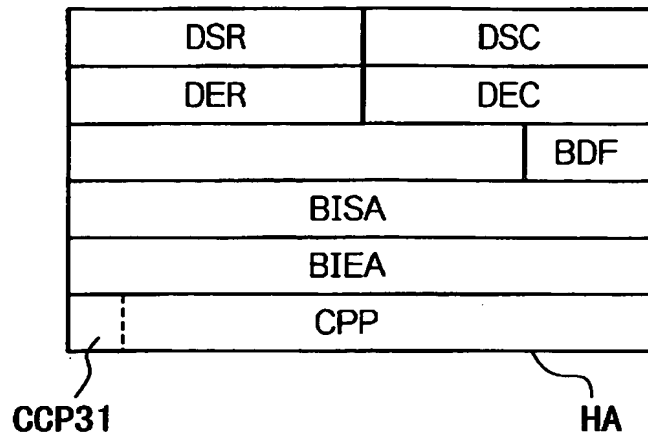 DSR DSC
DER DEC
BDF
BISA
BIEA
CPP
CCP31 HA